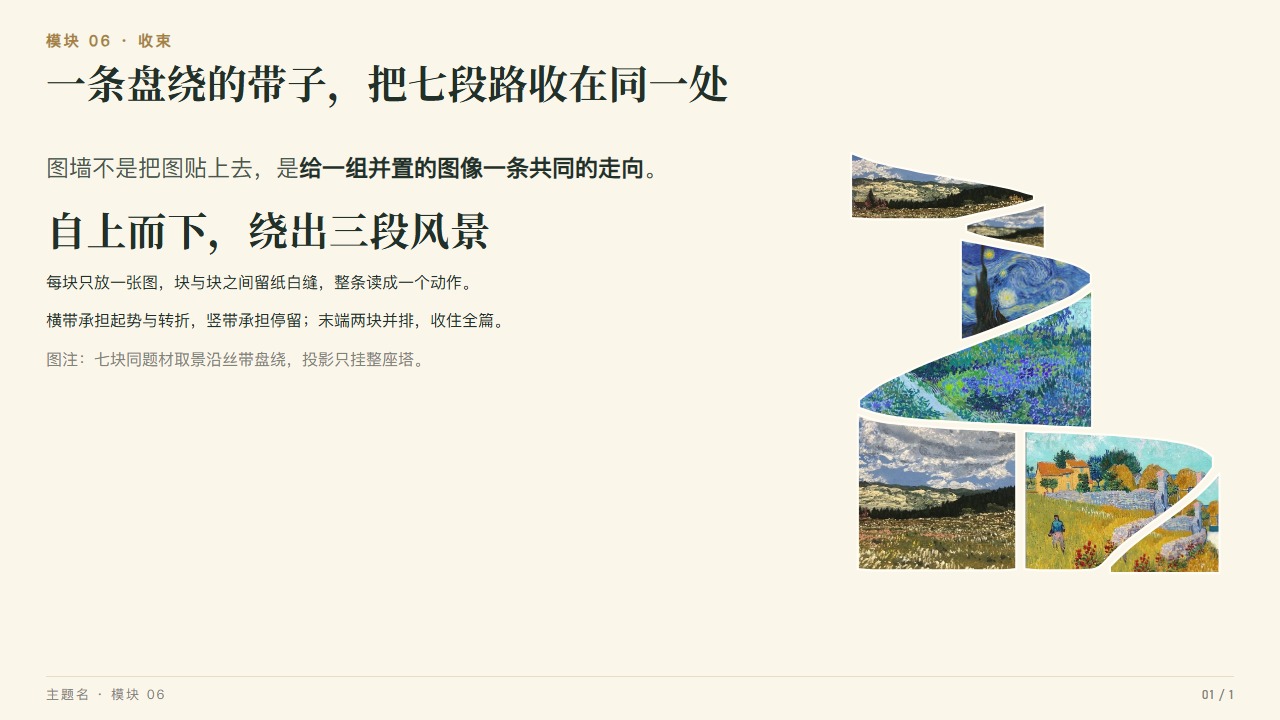 模块 06 · 收束
一条盘绕的带子，把七段路收在同一处
图墙不是把图贴上去，是给一组并置的图像一条共同的走向。
自上而下，绕出三段风景
每块只放一张图，块与块之间留纸白缝，整条读成一个动作。
横带承担起势与转折，竖带承担停留；末端两块并排，收住全篇。
图注：七块同题材取景沿丝带盘绕，投影只挂整座塔。
主题名 · 模块 06
01 / 1